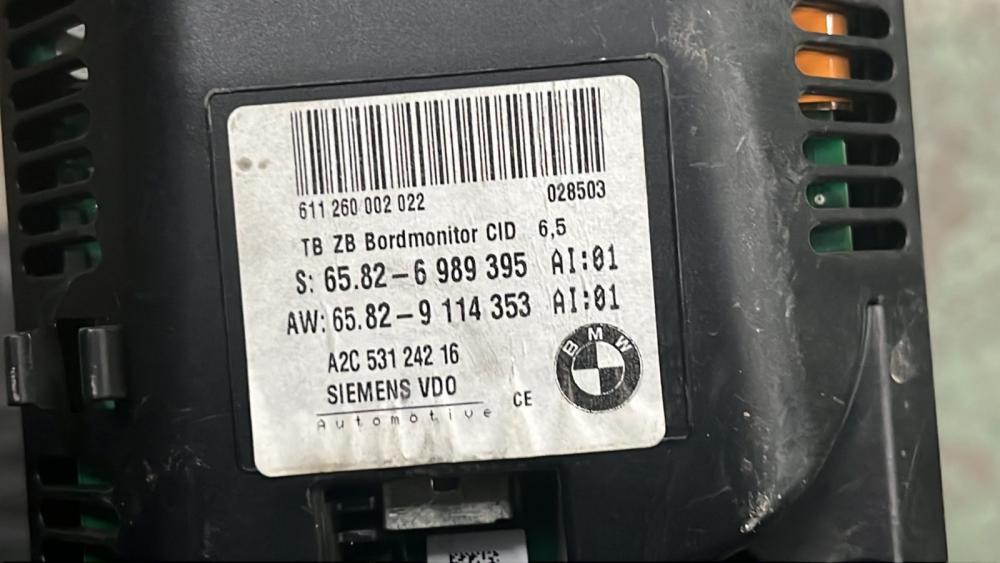 611 260 002 022 028503
TB ZB Bordmonitor CID 6,5
S: 65.82-6 989 395 AI:01
AW: 65.82-9 114 353 AI:01
A2C 531 242 16
SIEMENS VDO
Automotive
CE
BMW